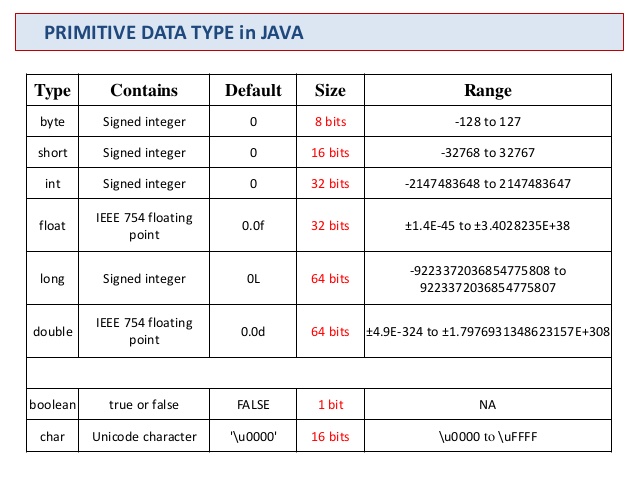 PRIMITIVE DATA TYPE in JAVA
Type Contains Default Size Range
byte Signed integer 0 8 bits -128 to 127
short Signed integer 0 16 bits -32768 to 32767
int Signed integer 0 32 bits -2147483648 to 2147483647
float IEEE 754 floating point 0.0f 32 bits ±1.4E-45 to ±3.4028235E+38
long Signed integer 0L 64 bits -9223372036854775808 to 9223372036854775807
double IEEE 754 floating point 0.0d 64 bits ±4.9E-324 to ±1.7976931348623157E+308
boolean true or false FALSE 1 bit NA
char Unicode character '\u0000' 16 bits \u0000 to \uFFFF